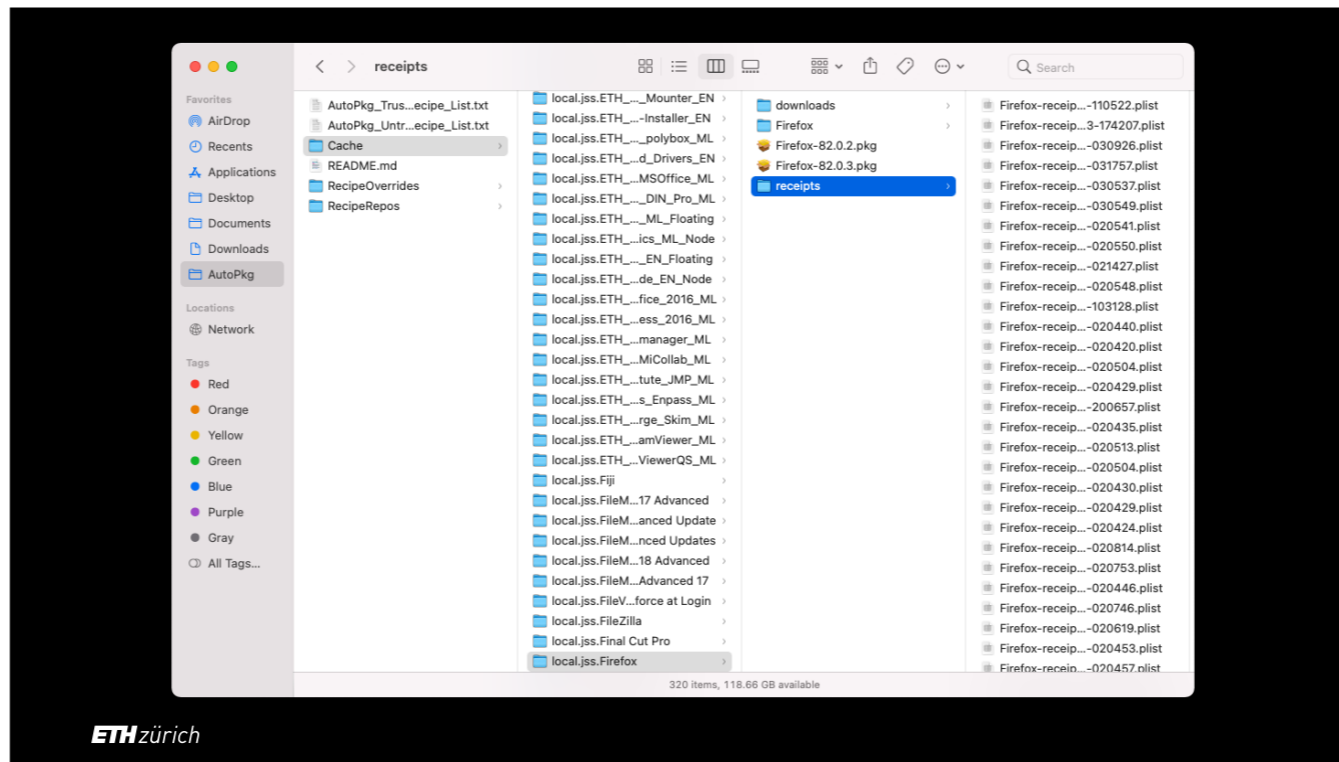 receipts
Search
Favorites
AirDrop
Recents
Applications
Desktop
Documents
Downloads
AutoPkg
Locations
Network
Tags
Red
Orange
Yellow
Green
Blue
Purple
Gray
All Tags...
AutoPkg_Trus...ecipe_List.txt
AutoPkg_Untr...ecipe_List.txt
Cache
README.md
RecipeOverrides
RecipeRepos
local.jss.ETH_..._Mounter_EN
local.jss.ETH_...-Installer_EN
local.jss.ETH_..._polybox_ML
local.jss.ETH_...d_Drivers_EN
local.jss.ETH_...MSOffice_ML
local.jss.ETH_..._DIN_Pro_ML
local.jss.ETH_..._ML_Floating
local.jss.ETH_...ics_ML_Node
local.jss.ETH_..._EN_Floating
local.jss.ETH_...de_EN_Node
local.jss.ETH_...fice_2016_ML
local.jss.ETH_...ess_2016_ML
local.jss.ETH_...manager_ML
local.jss.ETH_...MiCollab_ML
local.jss.ETH_...tute_JMP_ML
local.jss.ETH_...s_Enpass_ML
local.jss.ETH_...rge_Skim_ML
local.jss.ETH_...amViewer_ML
local.jss.ETH_...ViewerQS_ML
local.jss.Fiji
local.jss.FileM...17 Advanced
local.jss.FileM...anced Update
local.jss.FileM...nced Updates
local.jss.FileM...18 Advanced
local.jss.FileM...Advanced 17
local.jss.FileV...force at Login
local.jss.FileZilla
local.jss.Final Cut Pro
local.jss.Firefox
downloads
Firefox
Firefox-82.0.2.pkg
Firefox-82.0.3.pkg
receipts
Firefox-receip...-110522.plist
Firefox-receip...3-174207.plist
Firefox-receip...-030926.plist
Firefox-receip...-031757.plist
Firefox-receip...-030537.plist
Firefox-receip...-030549.plist
Firefox-receip...-020541.plist
Firefox-receip...-020550.plist
Firefox-receip...-021427.plist
Firefox-receip...-020548.plist
Firefox-receip...-103128.plist
Firefox-receip...-020440.plist
Firefox-receip...-020420.plist
Firefox-receip...-020504.plist
Firefox-receip...-020429.plist
Firefox-receip...-200657.plist
Firefox-receip...-020435.plist
Firefox-receip...-020513.plist
Firefox-receip...-020504.plist
Firefox-receip...-020430.plist
Firefox-receip...-020429.plist
Firefox-receip...-020424.plist
Firefox-receip...-020814.plist
Firefox-receip...-020753.plist
Firefox-receip...-020446.plist
Firefox-receip...-020746.plist
Firefox-receip...-020619.plist
Firefox-receip...-020453.plist
Firefox-receip...-020457.plist
320 items, 118.66 GB available
ETH zürich